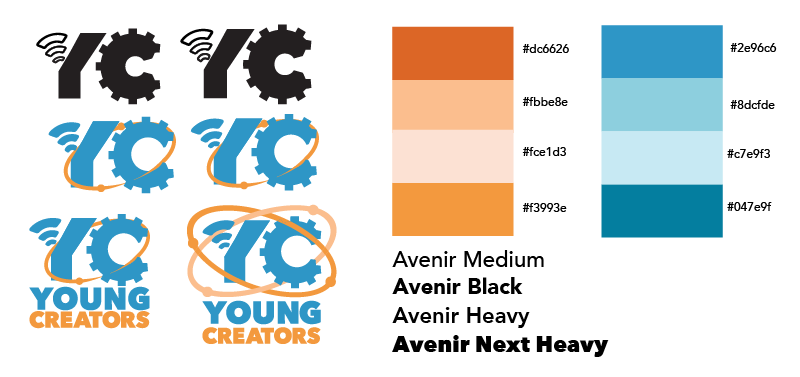 YC
YC
YC
YC
YC
YOUNG
CREATORS
YC
YOUNG
CREATORS
#dc6626
#fbbe8e
#fce1d3
#f3993e
#2e96c6
#8dcfde
#c7e9f3
#047e9f
Avenir Medium
Avenir Black
Avenir Heavy
Avenir Next Heavy